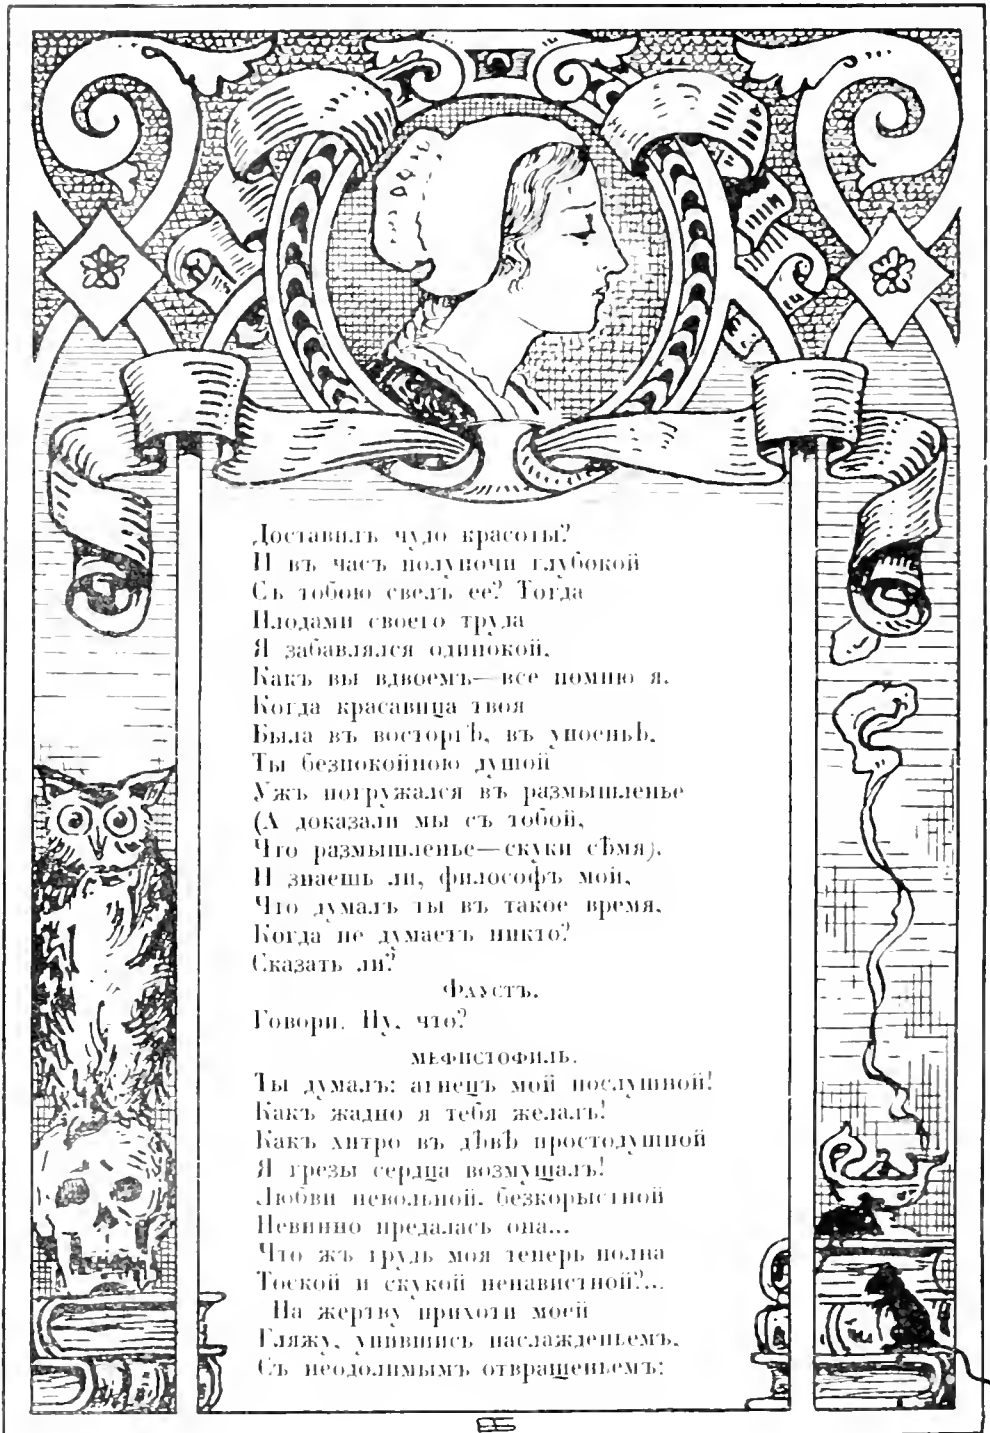 Доставилъ чудо красоты?
И въ часъ полуночи глубокой
Съ тобою свелъ ее? Тогда
Плодами своего труда
Я забавлялся одинокой,
Какъ вы вдвоемъ—все помню я.
Когда красавица твоя
Была въ восторгѣ, въ упоеньѣ,
Ты безпокойною душой
Ужъ погружался въ размышленье
(А доказали мы съ тобой,
Что размышленье—скуки сѣмя).
И знаешь ли, философъ мой,
Что думалъ ты въ такое время,
Когда не думаетъ никто?
Сказать ли?
ФАУСТЪ.
Говори. Ну, что?
МЕФИСТОФИЛЬ.
Ты думалъ: агнецъ мой послушной!
Какъ жадно я тебя желалъ!
Какъ хитро въ дѣвѣ простодушной
Я грезы сердца возмущалъ!
Любви невольной, безкорыстной
Невинно предалась она...
Что жъ грудь моя теперь полна
Тоской и скукой ненавистной?...
На жертву прихоти моей
Гляжу, упившись наслажденьемъ,
Съ неодолимымъ отвращеньемъ: